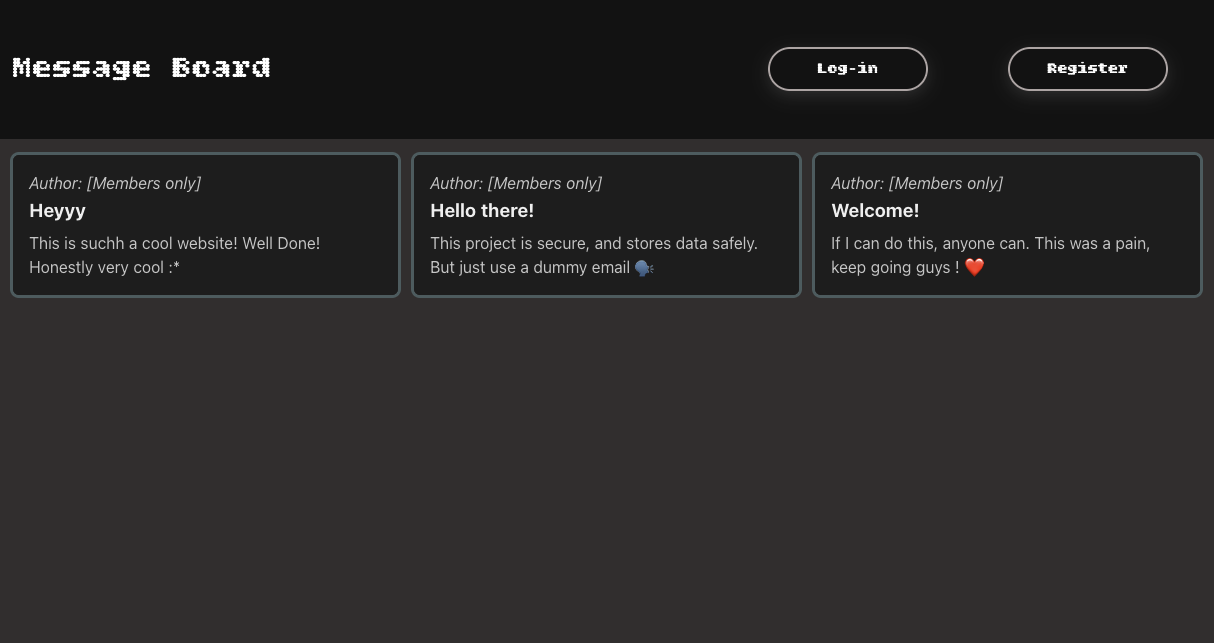 Message Board
Log-in
Register
Author: [Members only]
Heyyy
This is suchh a cool website! Well Done!
Honestly very cool :*
Author: [Members only]
Hello there!
This project is secure, and stores data safely.
But just use a dummy email 🗣️
Author: [Members only]
Welcome!
If I can do this, anyone can. This was a pain,
keep going guys ! ❤️